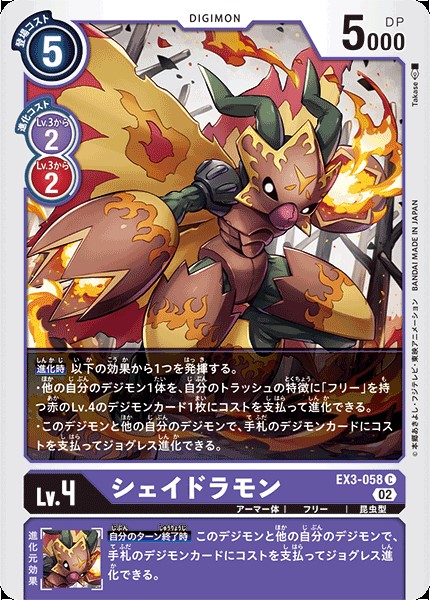 登場コスト
5
DIGIMON
DP
5000
進化コスト
Lv.3から
2
Lv.3から
2
Takase
BANDAI MADE IN JAPAN
©本郷あきよし・フジテレビ・東映アニメーション
進化時 以下の効果から1つを発揮する。
・他の自分のデジモン1体を、自分のトラッシュの特徴に「フリー」を持
つ赤のLv.4のデジモンカード1枚にコストを支払って進化できる。
・このデジモンと他の自分のデジモンで、手札のデジモンカードにコス
トを支払ってジョグレス進化できる。
EX3-058 C
Lv.4
シェイドラモン
02
アーマー体 | フリー | 昆虫型
進化元効果
自分のターン終了時 このデジモンと他の自分のデジモンで、
手札のデジモンカードにコストを支払ってジョグレス進
化できる。